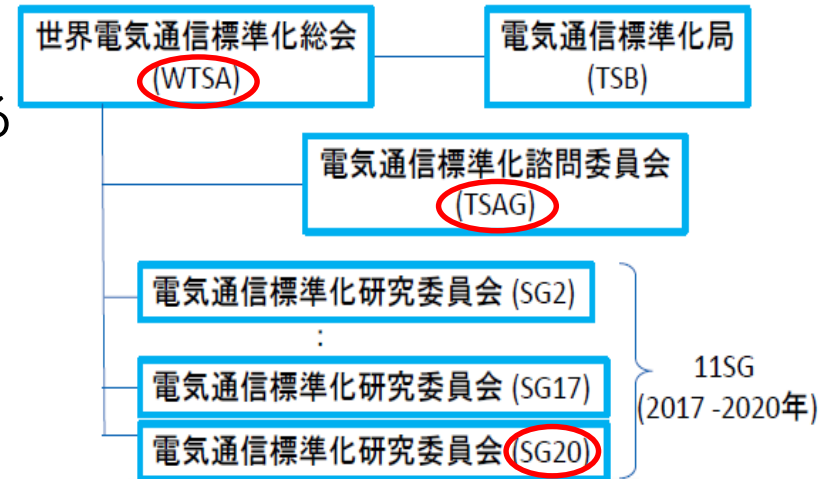 世界電気通信標準化総会
(WTSA)
電気通信標準化局
(TSB)
る
電気通信標準化諮問委員会
(TSAG)
電気通信標準化研究委員会 (SG2)
:
電気通信標準化研究委員会 (SG17)
電気通信標準化研究委員会 (SG20)
11SG
(2017 -2020年)